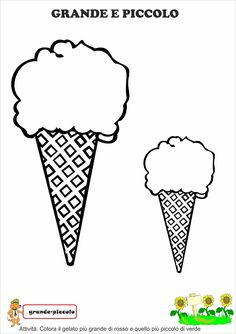 GRANDE E PICCOLO
grande-piccolo
Attività: Colora il gelato più grande di rosso e quello più piccolo di verde